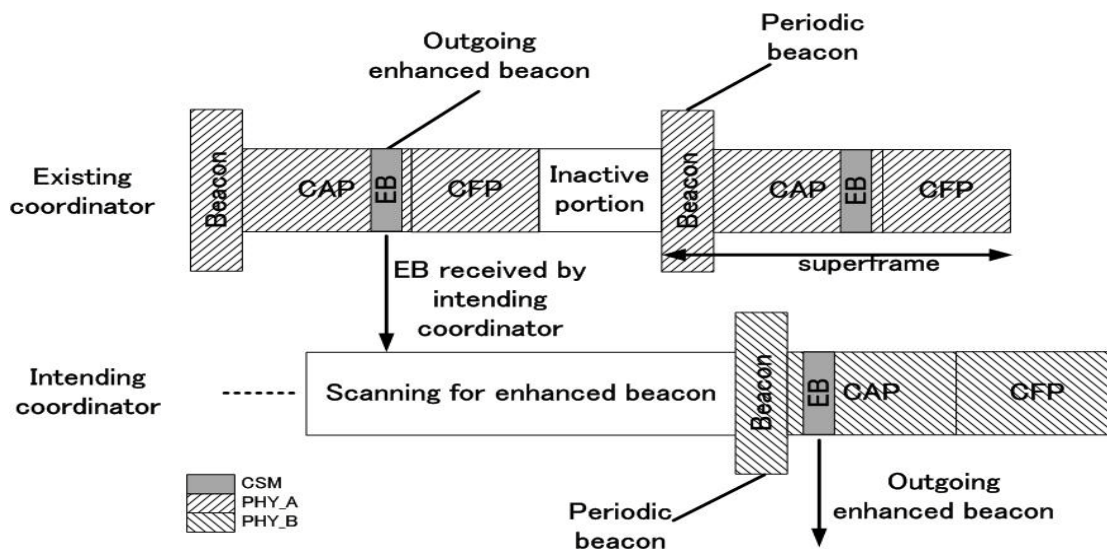 Outgoing
enhanced beacon
Periodic
beacon
Existing
coordinator
Beacon
CAP
EB
CFP
Inactive
portion
Beacon
CAP
EB
CFP
superframe
EB received by
intending
coordinator
Intending
coordinator
Scanning for enhanced beacon
Beacon
EB
CAP
CFP
CSM
PHY_A
PHY_B
Periodic
beacon
Outgoing
enhanced beacon